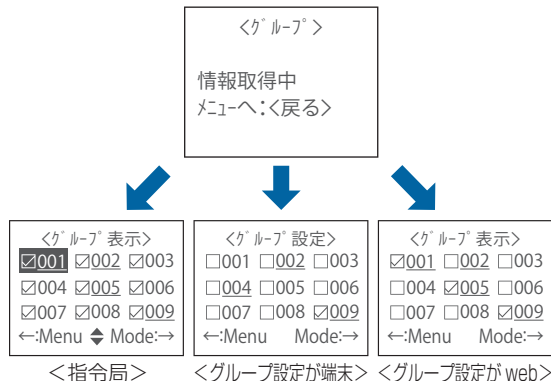 <ｸﾞﾙｰﾌﾟ>
情報取得中
ﾒﾆｭｰへ:<戻る>
<ｸﾞﾙｰﾌﾟ表示>
☑001 ☑002 ☑003
☑004 ☑005 ☑006
☑007 ☑008 ☑009
←:Menu ◆ Mode:→
<指令局>
<ｸﾞﾙｰﾌﾟ設定>
□001 □002 □003
□004 □005 □006
□007 □008 ☑009
←:Menu Mode:→
<グループ設定が端末>
<ｸﾞﾙｰﾌﾟ表示>
☑001 □002 □003
□004 ☑005 □006
□007 □008 ☑009
←:Menu Mode:→
<グループ設定が web>